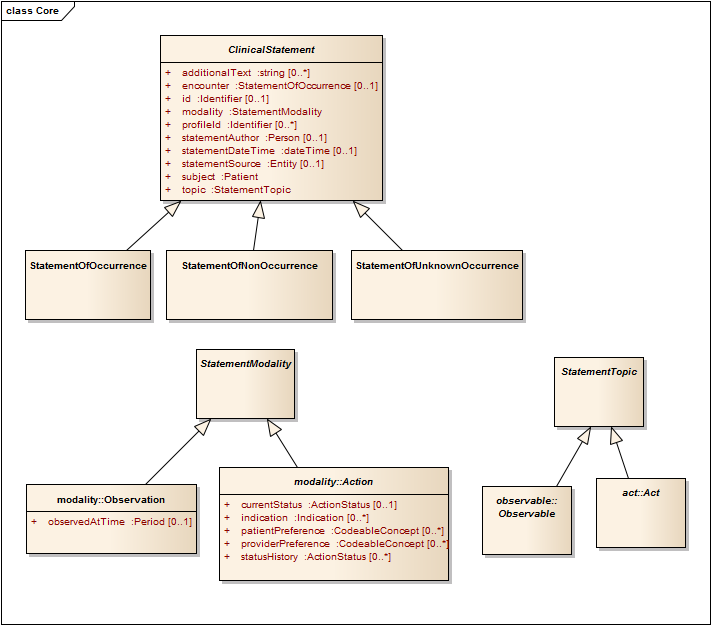 class Core
ClinicalStatement
+ additionalText :string [0..*]
+ encounter :StatementOfOccurrence [0..1]
+ id :Identifier [0..1]
+ modality :StatementModality
+ profileId :Identifier [0..*]
+ statementAuthor :Person [0..1]
+ statementDateTime :dateTime [0..1]
+ statementSource :Entity [0..1]
+ subject :Patient
+ topic :StatementTopic
StatementOfOccurrence
StatementOfNonOccurrence
StatementOfUnknownOccurrence
StatementModality
StatementTopic
modality::Observation
+ observedAtTime :Period [0..1]
modality::Action
+ currentStatus :ActionStatus [0..1]
+ indication :Indication [0..*]
+ patientPreference :CodeableConcept [0..*]
+ providerPreference :CodeableConcept [0..*]
+ statusHistory :ActionStatus [0..*]
observable::
Observable
act::Act